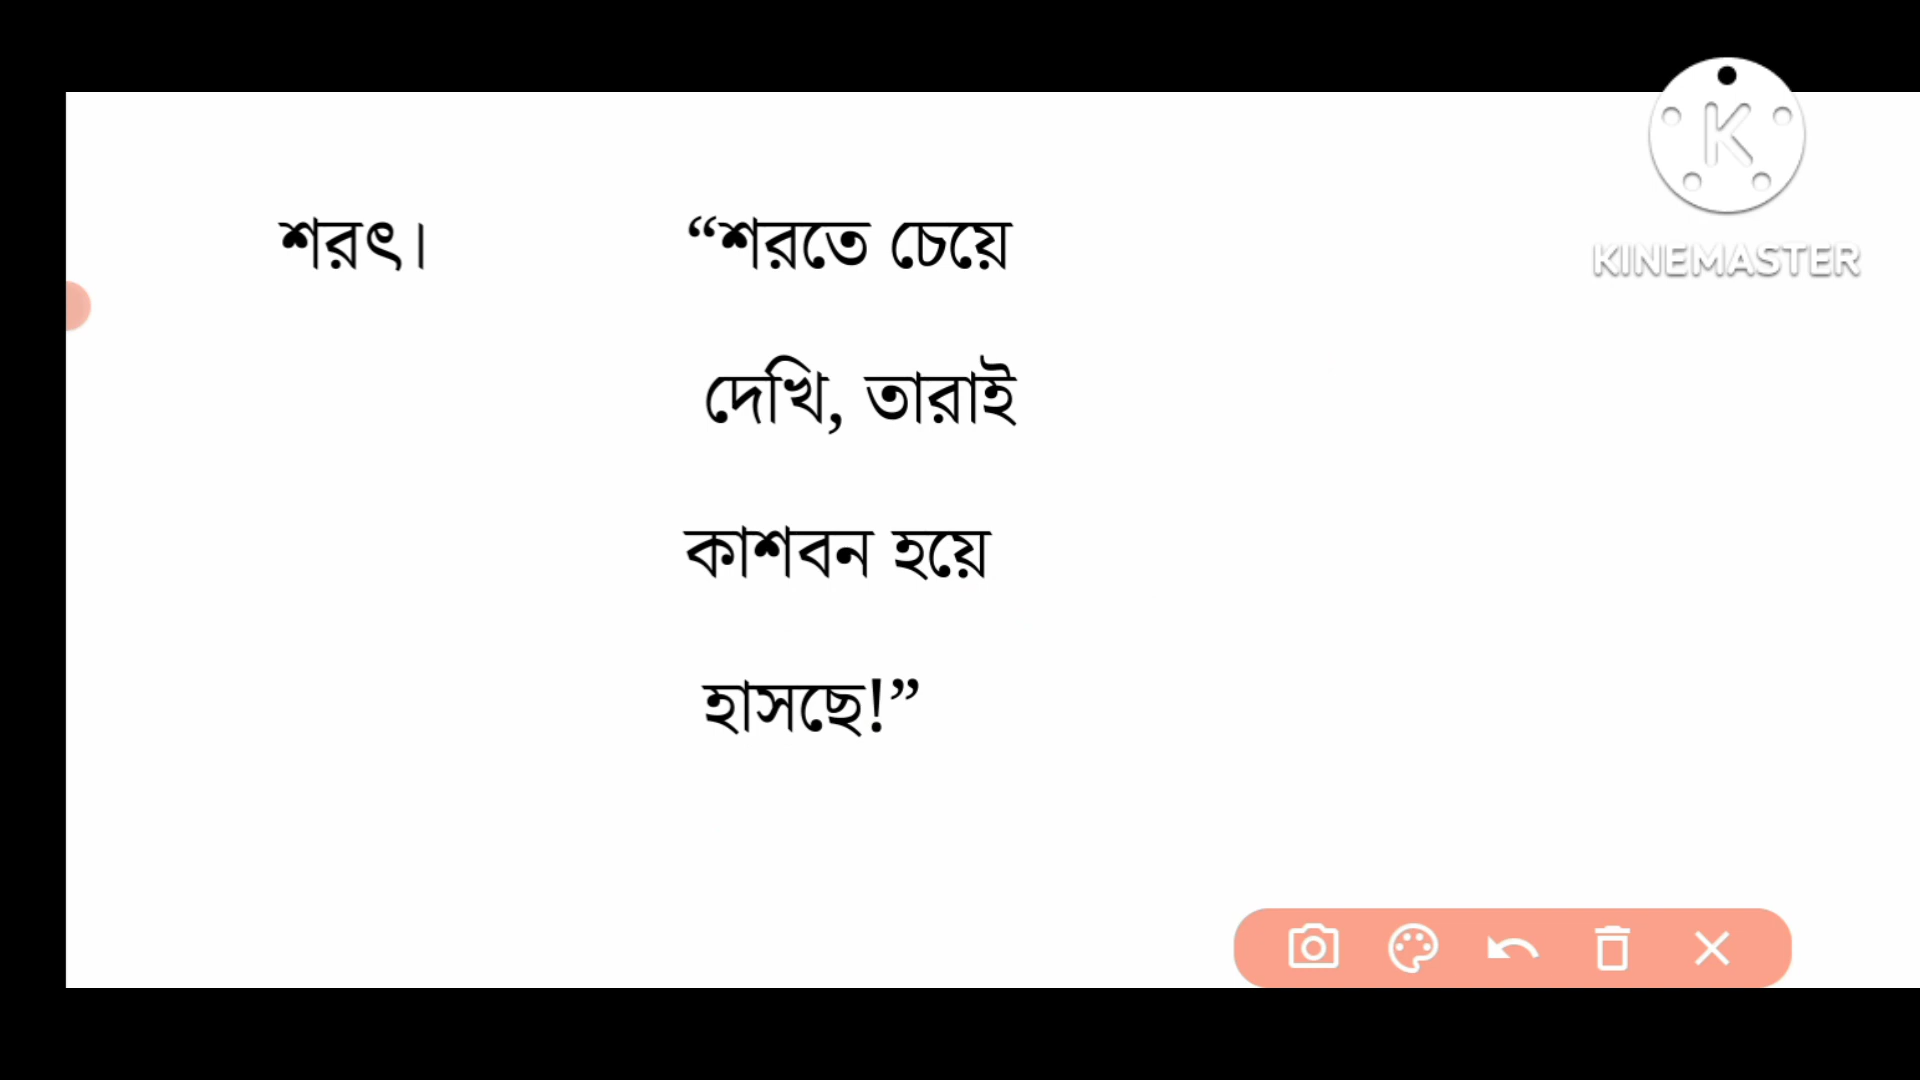 শরৎ। “শরতে চেয়ে
দেখি, তারাই
কাশবন হয়ে
হাসছে!”
K
KINEMASTER